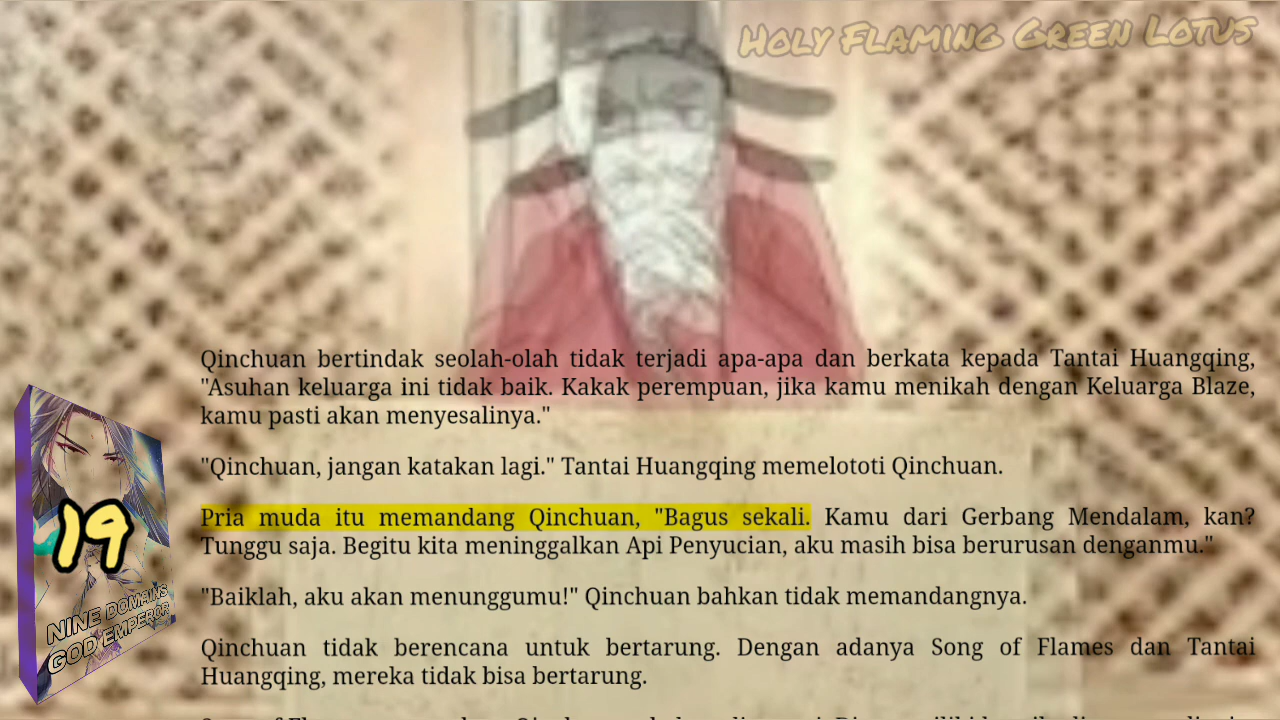 Holy Flaming Green Lotus
Qinchuan bertindak seolah-olah tidak terjadi apa-apa dan berkata kepada Tantai Huangqing,
"Asuhan keluarga ini tidak baik. Kakak perempuan, jika kamu menikah dengan Keluarga Blaze,
kamu pasti akan menyesalinya."
"Qinchuan, jangan katakan lagi." Tantai Huangqing memelototi Qinchuan.
Pria muda itu memandang Qinchuan, "Bagus sekali. Kamu dari Gerbang Mendalam, kan?
Tunggu saja. Begitu kita meninggalkan Api Penyucian, aku masih bisa berurusan denganmu."
"Baiklah, aku akan menunggumu!" Qinchuan bahkan tidak memandangnya.
Qinchuan tidak berencana untuk bertarung. Dengan adanya Song of Flames dan Tantai
Huangqing, mereka tidak bisa bertarung.
19
NINE DOMAINS
GOD EMPEROR